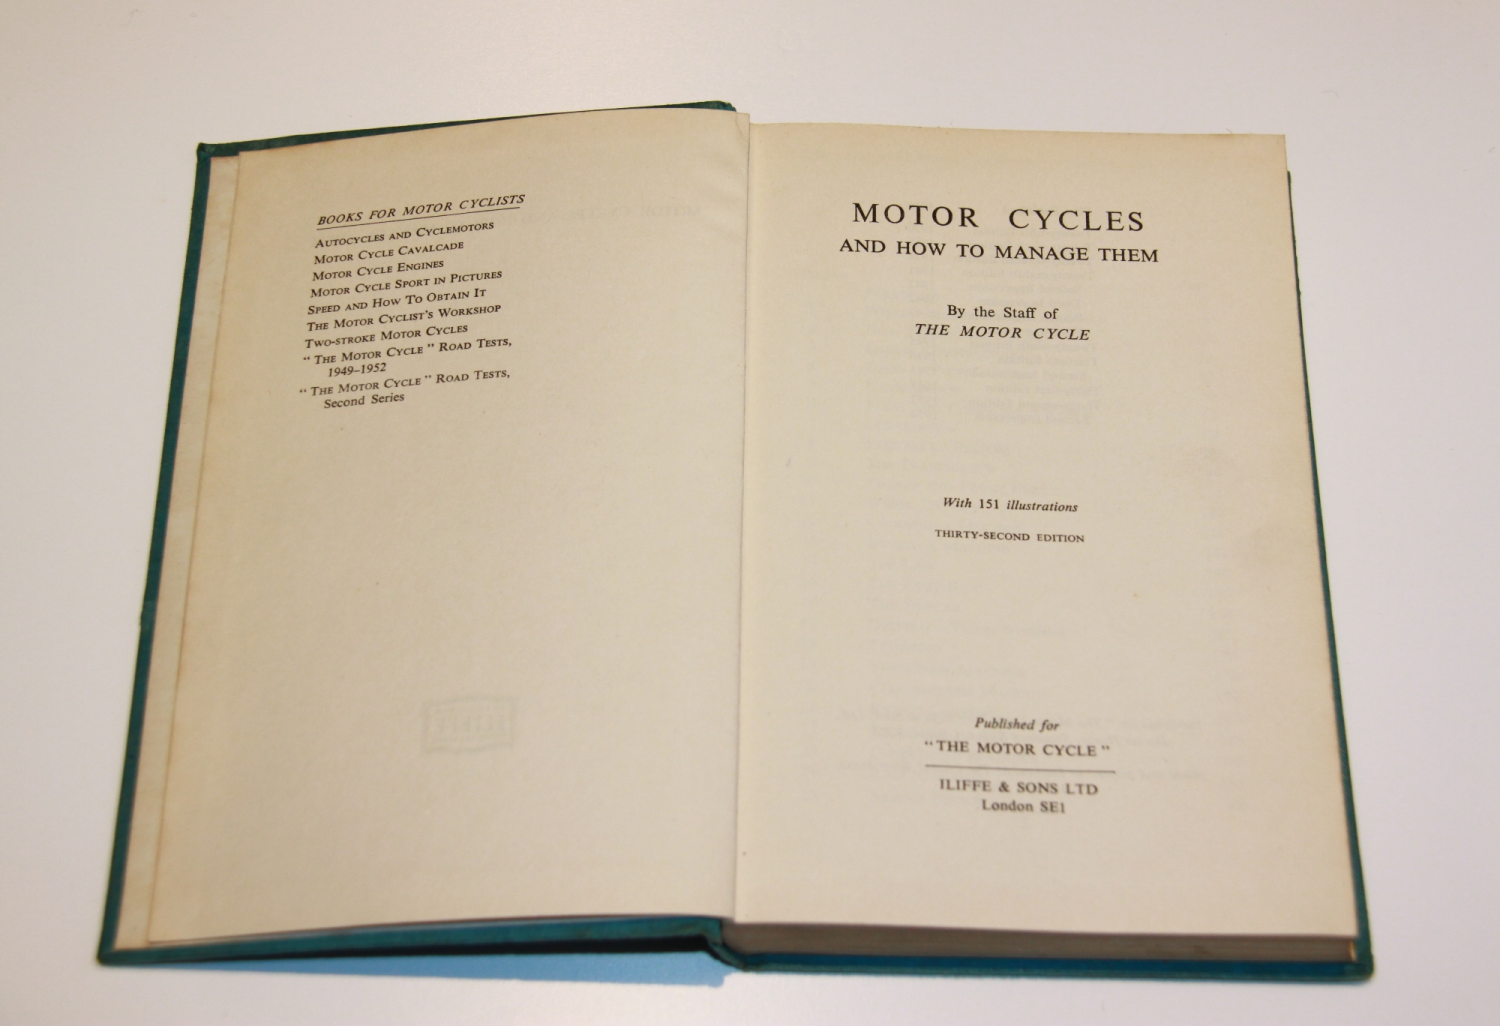 BOOKS FOR MOTOR CYCLISTS
AUTOCYCLES AND CYCLEMOTORS
MOTOR CYCLE CAVALCADE
MOTOR CYCLE ENGINES
MOTOR CYCLE SPORT IN PICTURES
SPEED AND HOW TO OBTAIN IT
THE MOTOR CYCLIST'S WORKSHOP
TWO-STROKE MOTOR CYCLES
"THE MOTOR CYCLE" ROAD TESTS,
1949–1952
"THE MOTOR CYCLE" ROAD TESTS,
Second Series
MOTOR CYCLES
AND HOW TO MANAGE THEM
By the Staff of
THE MOTOR CYCLE
With 151 illustrations
THIRTY-SECOND EDITION
Published for
"THE MOTOR CYCLE"
ILIFFE & SONS LTD
London SE1